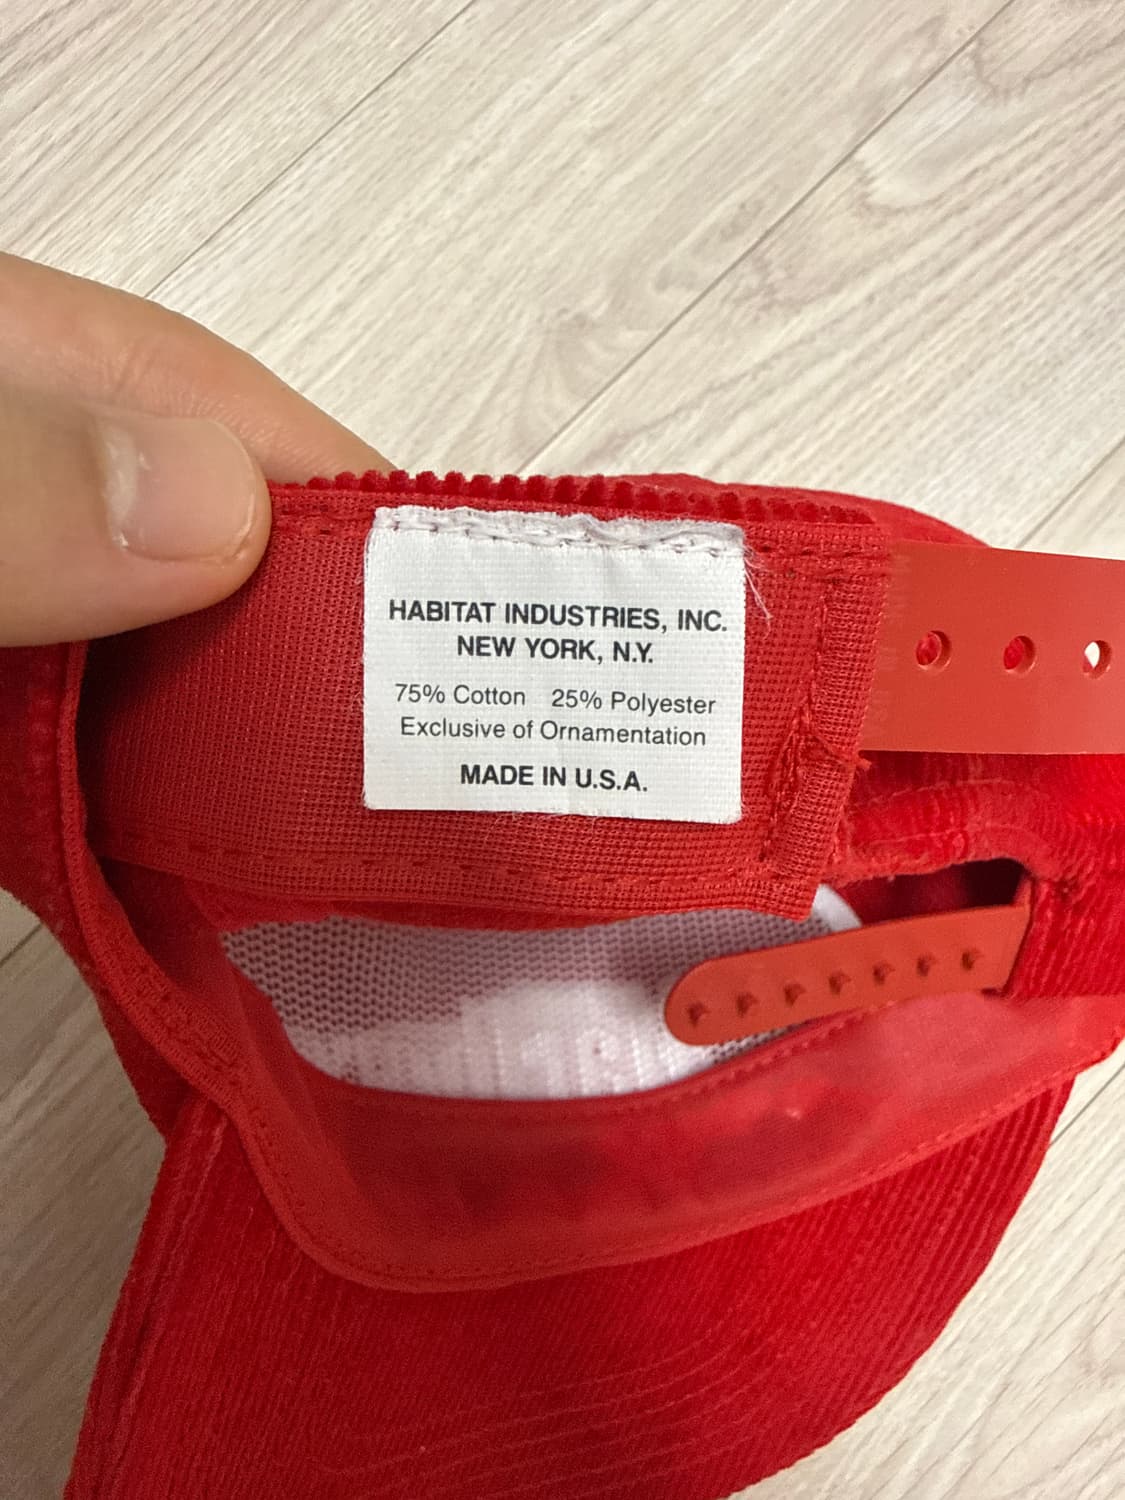 HABITAT INDUSTRIES, INC.
NEW YORK, N.Y.
75% Cotton 25% Polyester
Exclusive of Ornamentation
MADE IN U.S.A.